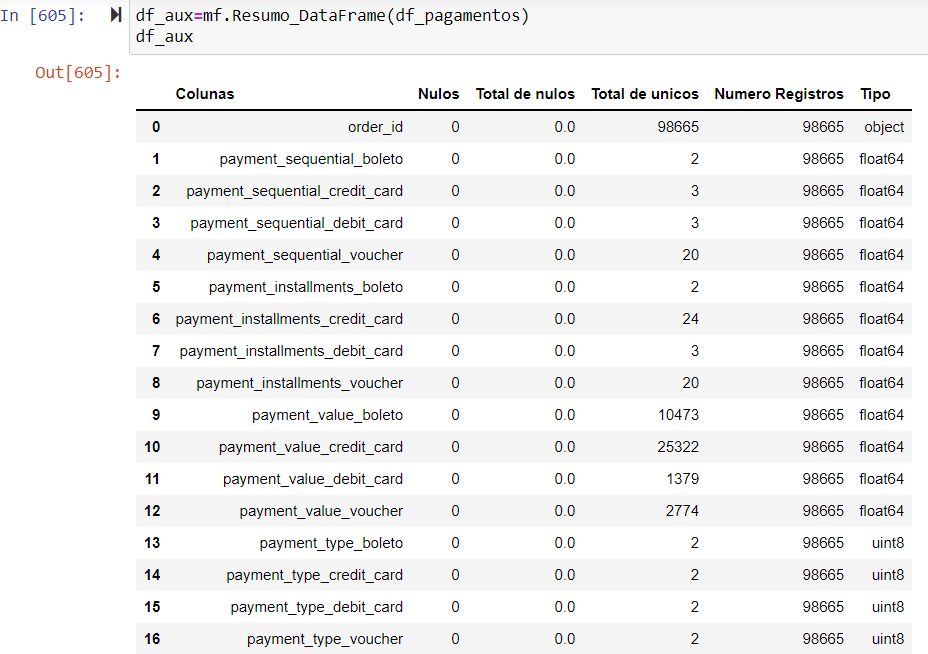 In [605]: df_aux=mf.Resumo_DataFrame(df_pagamentos)
df_aux
Out[605]:
Colunas Nulos Total de nulos Total de unicos Numero Registros Tipo
0 order_id 0 0.0 98665 98665 object
1 payment_sequential_boleto 0 0.0 2 98665 float64
2 payment_sequential_credit_card 0 0.0 3 98665 float64
3 payment_sequential_debit_card 0 0.0 3 98665 float64
4 payment_sequential_voucher 0 0.0 20 98665 float64
5 payment_installments_boleto 0 0.0 2 98665 float64
6 payment_installments_credit_card 0 0.0 24 98665 float64
7 payment_installments_debit_card 0 0.0 3 98665 float64
8 payment_installments_voucher 0 0.0 20 98665 float64
9 payment_value_boleto 0 0.0 10473 98665 float64
10 payment_value_credit_card 0 0.0 25322 98665 float64
11 payment_value_debit_card 0 0.0 1379 98665 float64
12 payment_value_voucher 0 0.0 2774 98665 float64
13 payment_type_boleto 0 0.0 2 98665 uint8
14 payment_type_credit_card 0 0.0 2 98665 uint8
15 payment_type_debit_card 0 0.0 2 98665 uint8
16 payment_type_voucher 0 0.0 2 98665 uint8